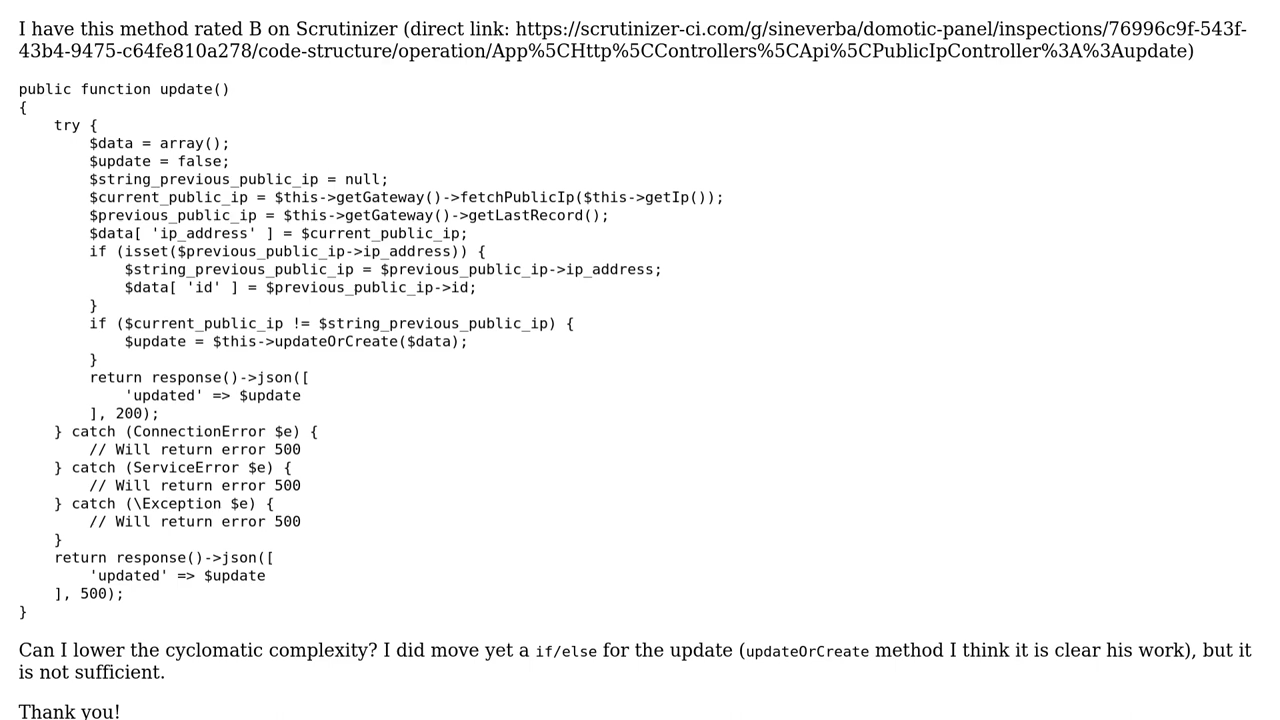 I have this method rated B on Scrutinizer (direct link: https://scrutinizer-ci.com/g/sineverba/domotic-panel/inspections/76996c9f-543f-
43b4-9475-c64fe810a278/code-structure/operation/App%5CHttp%5CControllers%5CApi%5CPublicIpController%3A%3Aupdate)
public function update()
{
    try {
        $data = array();
        $update = false;
        $string_previous_public_ip = null;
        $current_public_ip = $this->getGateway()->fetchPublicIp($this->getIp());
        $previous_public_ip = $this->getGateway()->getLastRecord();
        $data[ 'ip_address' ] = $current_public_ip;
        if (isset($previous_public_ip->ip_address)) {
            $string_previous_public_ip = $previous_public_ip->ip_address;
            $data[ 'id' ] = $previous_public_ip->id;
        }
        if ($current_public_ip != $string_previous_public_ip) {
            $update = $this->updateOrCreate($data);
        }
        return response()->json([
            'updated' => $update
        ], 200);
    } catch (ConnectionError $e) {
        // Will return error 500
    } catch (ServiceError $e) {
        // Will return error 500
    } catch (\Exception $e) {
        // Will return error 500
    }
    return response()->json([
        'updated' => $update
    ], 500);
}
Can I lower the cyclomatic complexity? I did move yet a if/else for the update (updateOrCreate method I think it is clear his work), but it
is not sufficient.
Thank you!